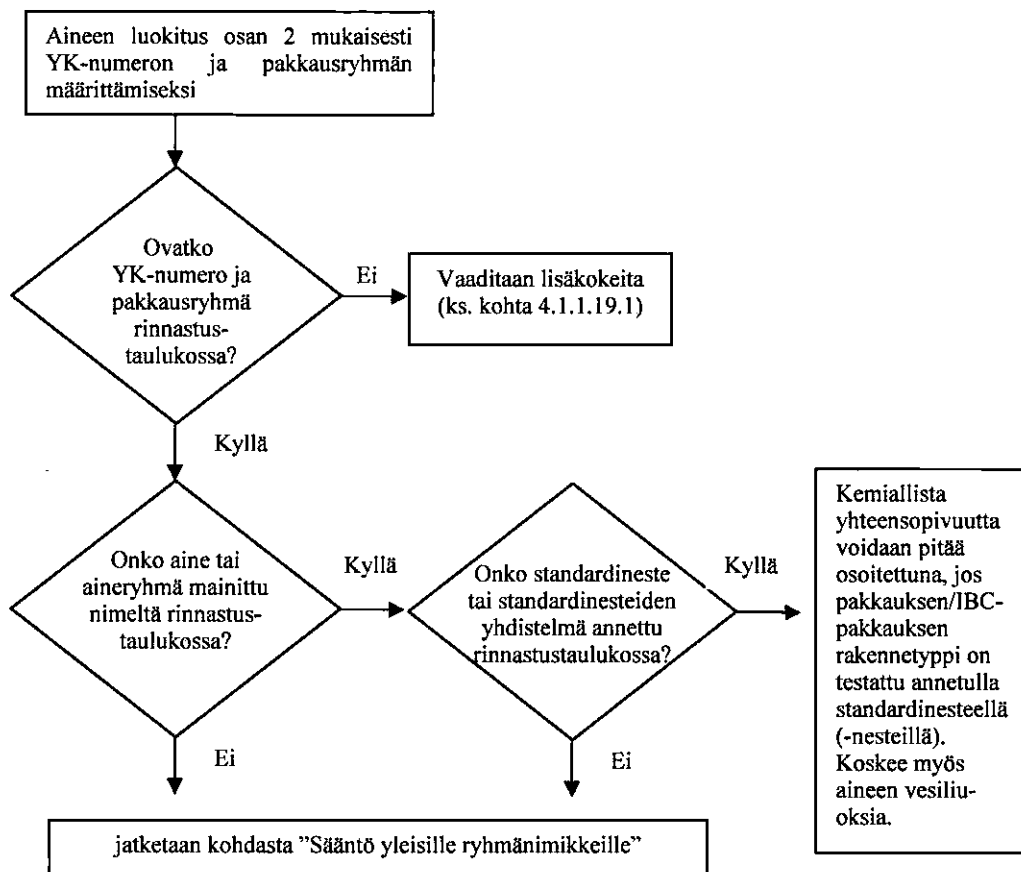 Aineen luokitus osan 2 mukaisesti
YK-numeron ja pakkausryhmän
määrittämiseksi
Ovatko
YK-numero ja
pakkausryhmä
rinnastus-
taulukossa?
Ei
Vaaditaan lisäkokeita
(ks. kohta 4.1.1.19.1)
Kyllä
Onko aine tai
aineryhmä mainittu
nimeltä rinnastus-
taulukossa?
Kyllä
Onko standardineste
tai standardinesteiden
yhdistelmä annettu
rinnastustaulukossa?
Kyllä
Kemiallista
yhteensopivuutta
voidaan pitää
osoitettuna, jos
pakkauksen/IBC-
pakkauksen
rakennetyppi on
testattu annetulla
standardinesteellä
(-nesteillä).
Koskee myös
aineen vesiliu-
oksia.
Ei
Ei
jatketaan kohdasta ”Sääntö yleisille ryhmänimikkeille”